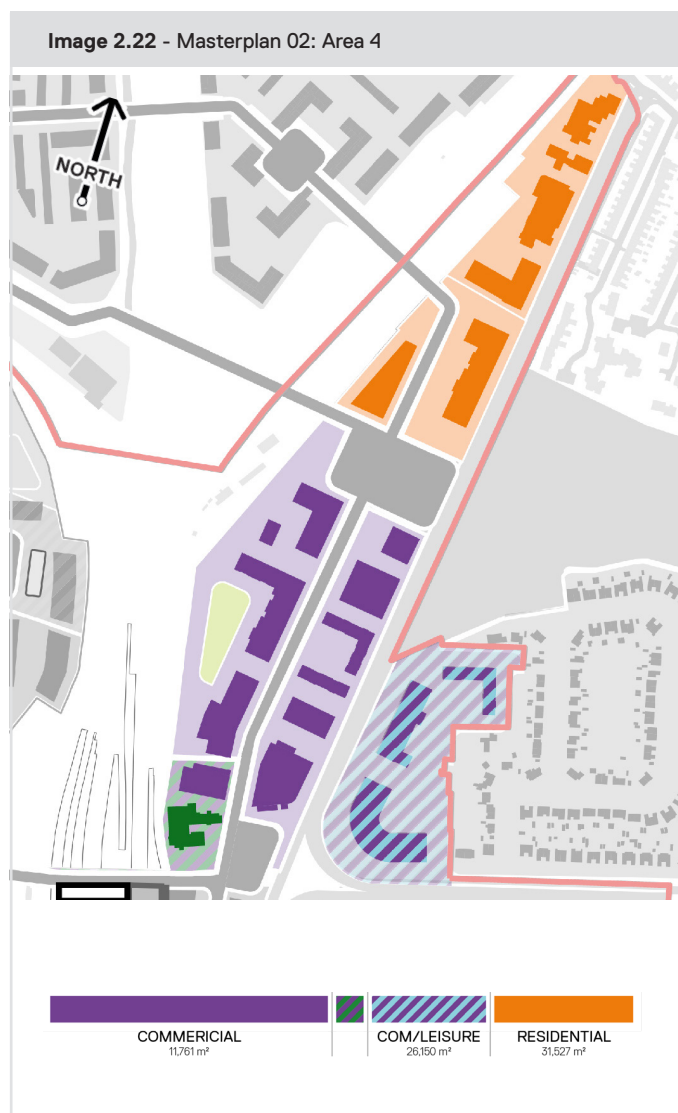 Image 2.22 - Masterplan 02: Area 4
NORTH
COMMERICIAL
11,761 m²
COM/LEISURE
26,150 m²
RESIDENTIAL
31,527 m²